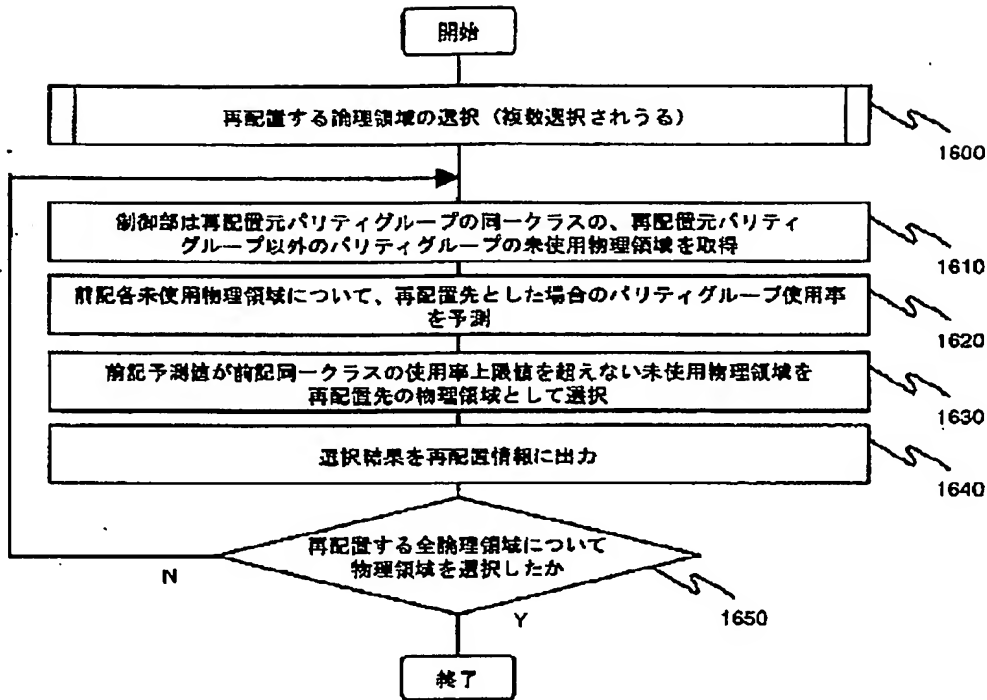 開始
再配置する論理領域の選択（複数選択されうる）
1600
制御部は再配置元パリティグループの同一クラスの、再配置元パリティ
グループ以外のパリティグループの未使用物理領域を取得
1610
前記各未使用物理領域について、再配置先とした場合のパリティグループ使用率
を予測
1620
前記予測値が前記同一クラスの使用率上限値を超えない未使用物理領域を
再配置先の物理領域として選択
1630
選択結果を再配置情報に出力
1640
再配置する全論理領域について
物理領域を選択したか
N
Y
1650
終了